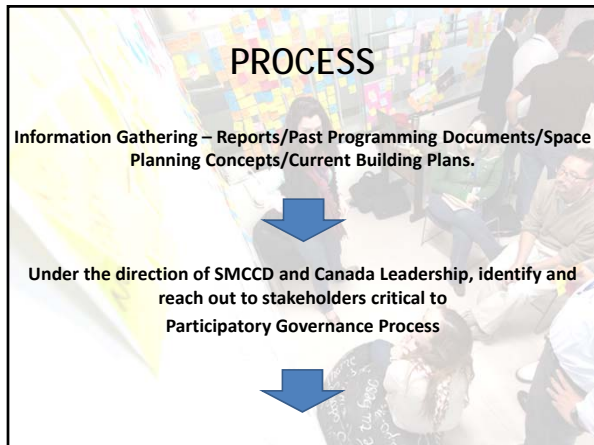 PROCESS
Information Gathering – Reports/Past Programming Documents/Space
Planning Concepts/Current Building Plans.
Under the direction of SMCCD and Canada Leadership, identify and
reach out to stakeholders critical to
Participatory Governance Process